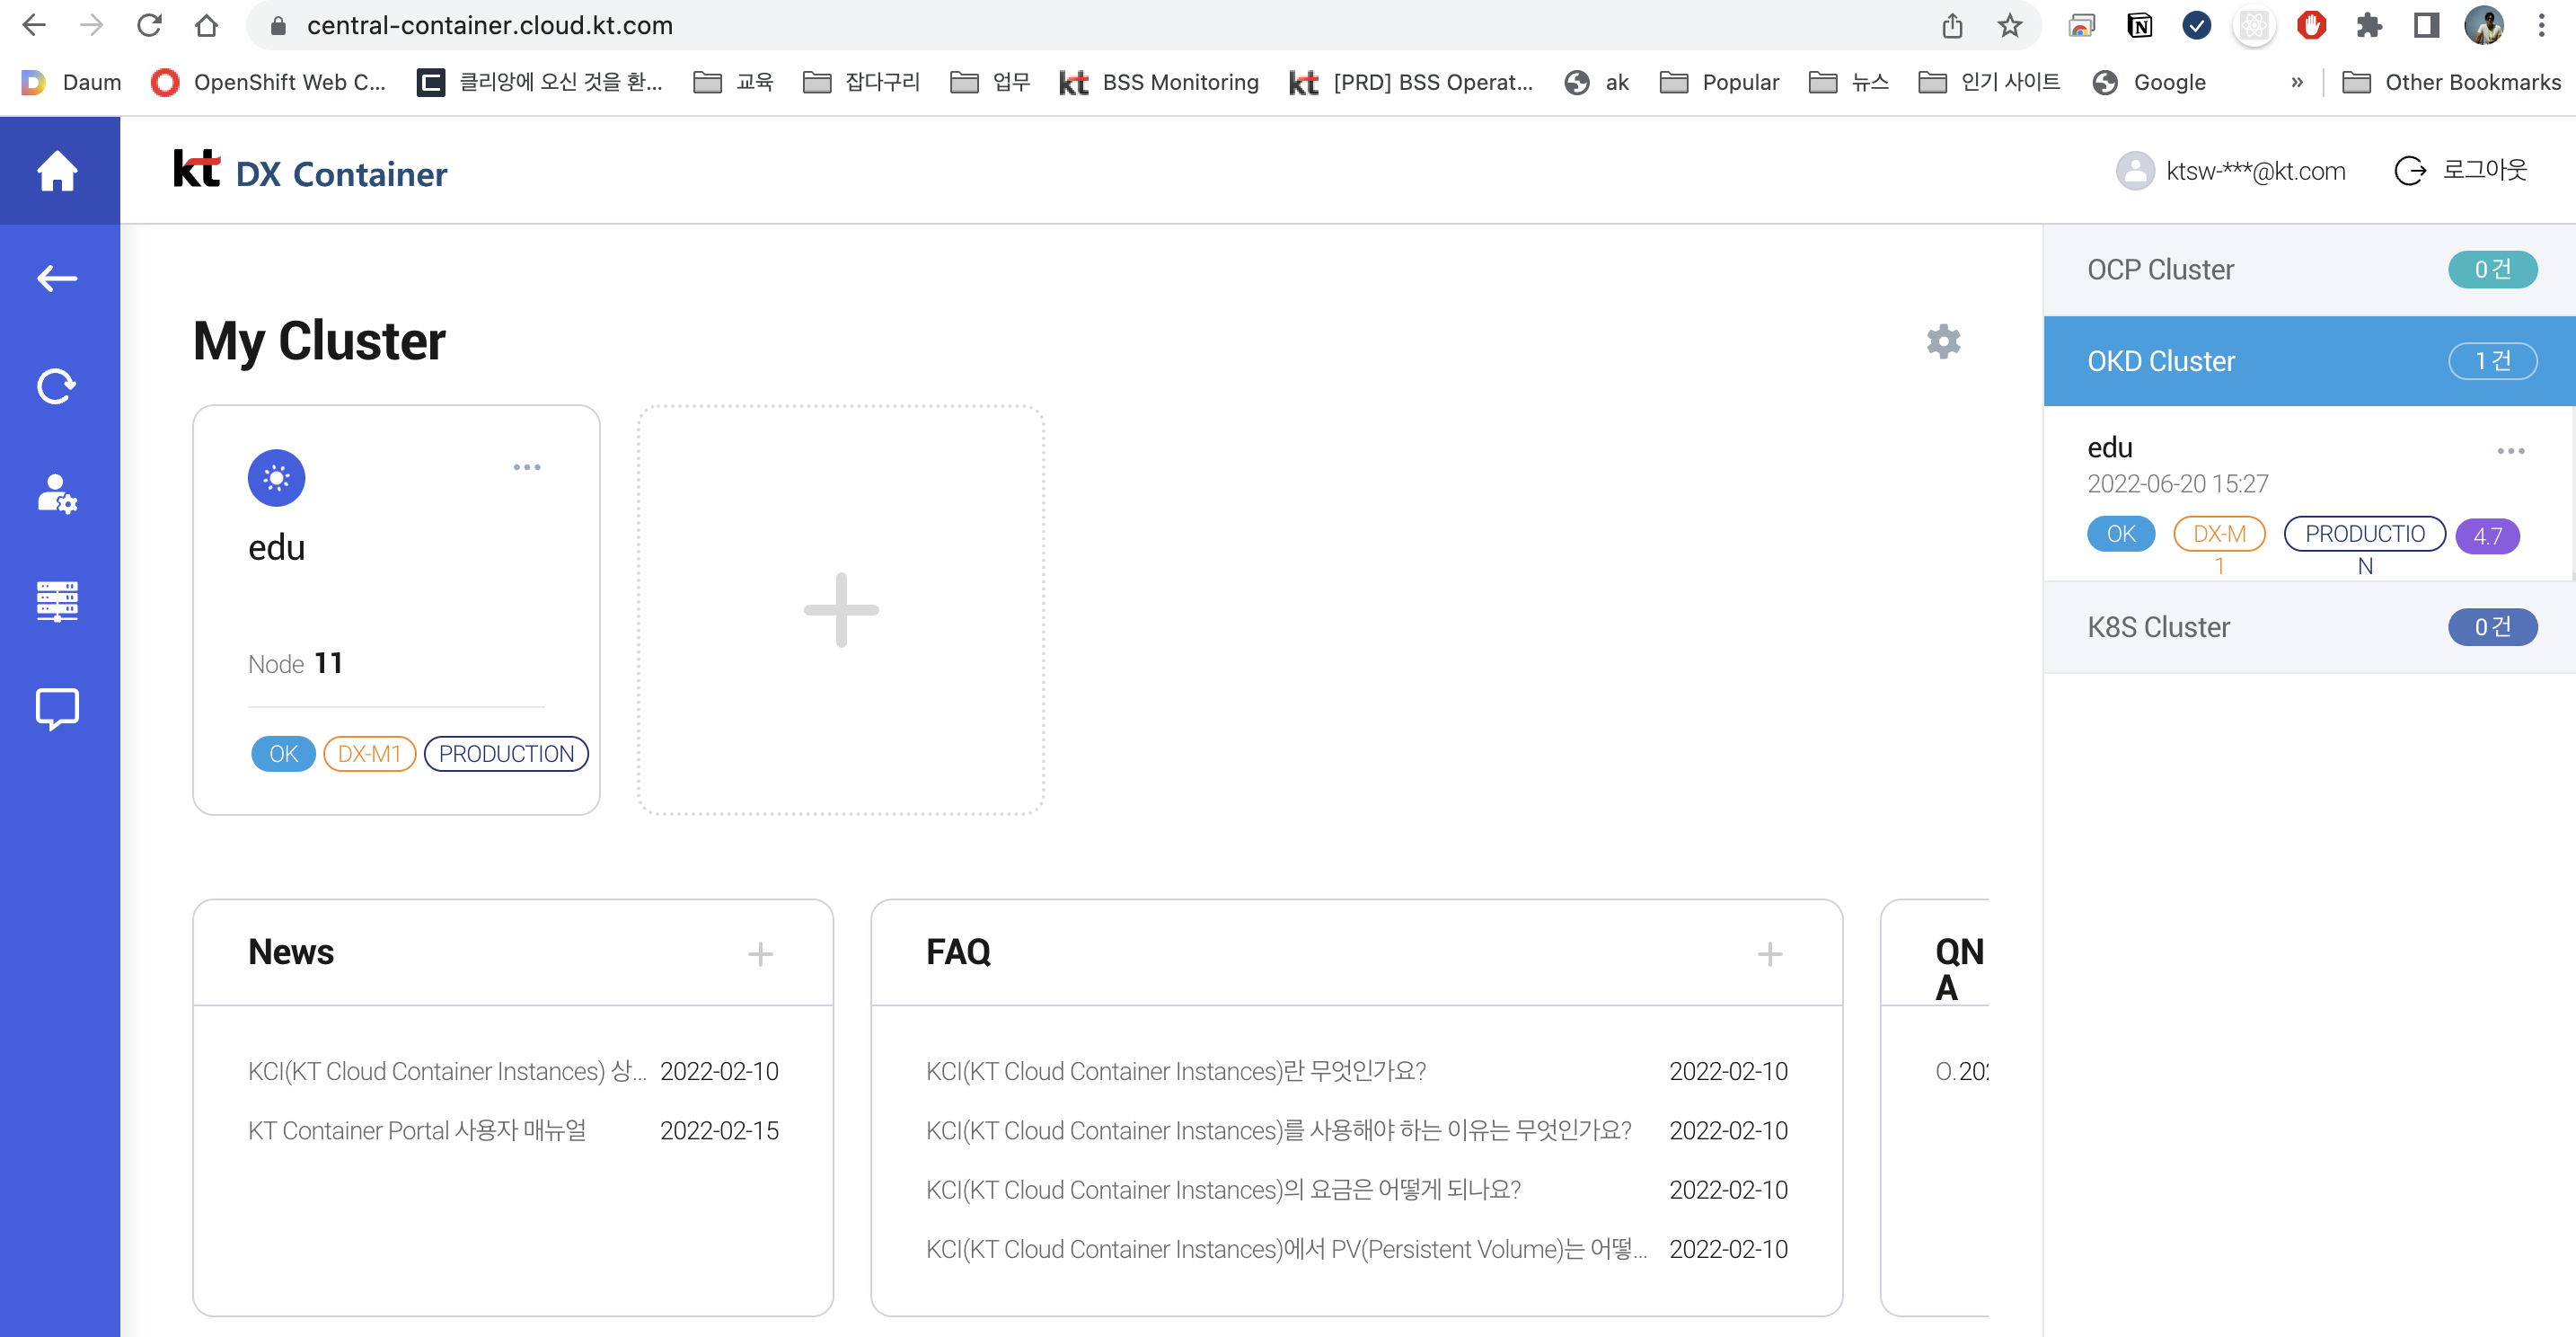 central-container.cloud.kt.com
Daum OpenShift Web C... 클리앙에 오신 것을 환... 교육 잡다구리 업무 kt BSS Monitoring kt [PRD] BSS Operat... ak Popular 뉴스 인기 사이트 Google » Other Bookmarks
kt DX Container
ktsw-***@kt.com 로그아웃
My Cluster
edu
Node 11
OK DX-M1 PRODUCTION
OCP Cluster 0 건
OKD Cluster 1 건
edu
2022-06-20 15:27
OK DX-M PRODUCTIO 4.7
1 N
K8S Cluster 0 건
News
KCI(KT Cloud Container Instances) 상... 2022-02-10
KT Container Portal 사용자 매뉴얼 2022-02-15
FAQ
KCI(KT Cloud Container Instances)란 무엇인가요? 2022-02-10
KCI(KT Cloud Container Instances)를 사용해야 하는 이유는 무엇인가요? 2022-02-10
KCI(KT Cloud Container Instances)의 요금은 어떻게 되나요? 2022-02-10
KCI(KT Cloud Container Instances)에서 PV(Persistent Volume)는 어떻... 2022-02-10
QN
A
O.